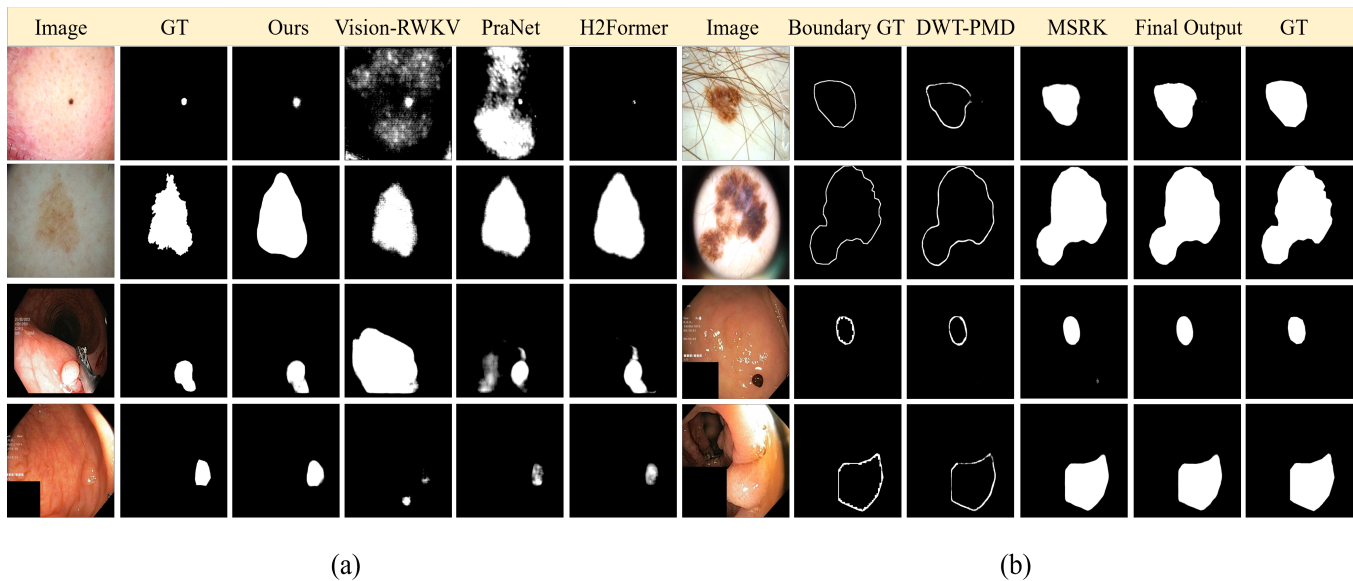 Image GT Ours Vision-RWKV PraNet H2Former Image Boundary GT DWT-PMD MSRK Final Output GT
(a) (b)